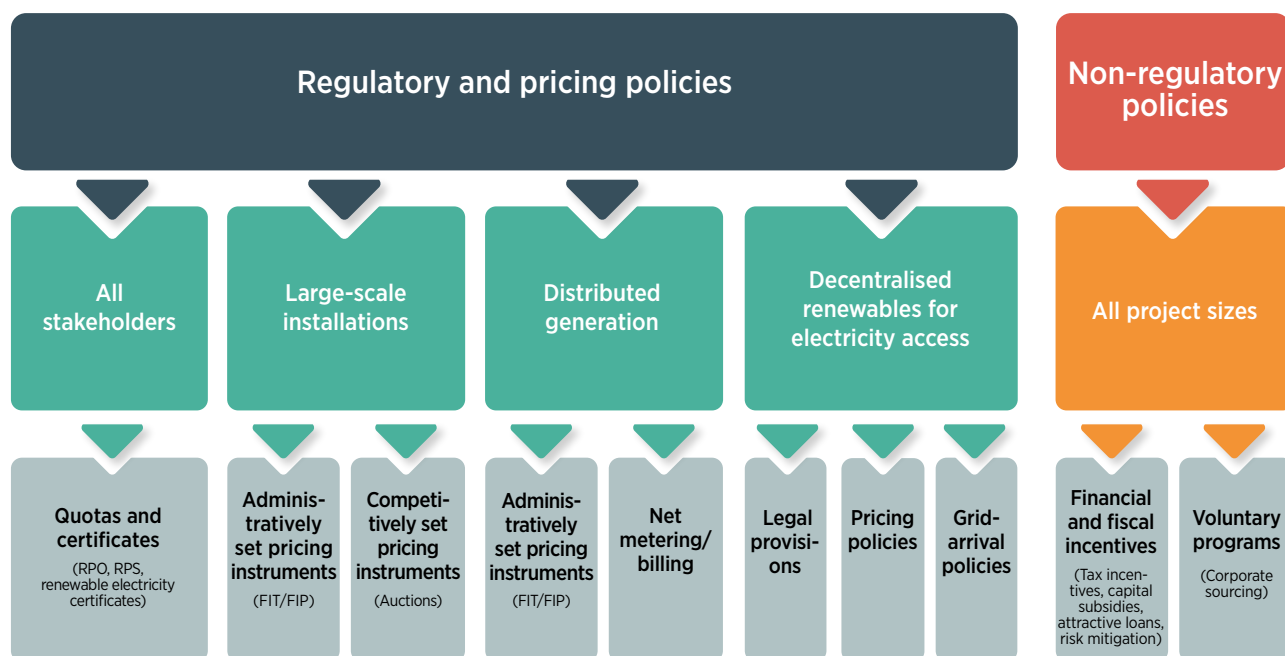 Regulatory and pricing policies
Non-regulatory
policies
All
stakeholders
Large-scale
installations
Distributed
generation
Decentralised
renewables for
electricity access
All project sizes
Quotas and
certificates
(RPO, RPS,
renewable electricity
certificates)
Adminis-
tratively
set pricing
instruments
(FIT/FIP)
Competi-
tively set
pricing
instruments
(Auctions)
Adminis-
tratively
set pricing
instruments
(FIT/FIP)
Net
metering/
billing
Legal
provisi-
ons
Pricing
policies
Grid-
arrival
policies
Financial
and fiscal
incentives
(Tax incen-
tives, capital
subsidies,
attractive loans,
risk mitigation)
Voluntary
programs
(Corporate
sourcing)